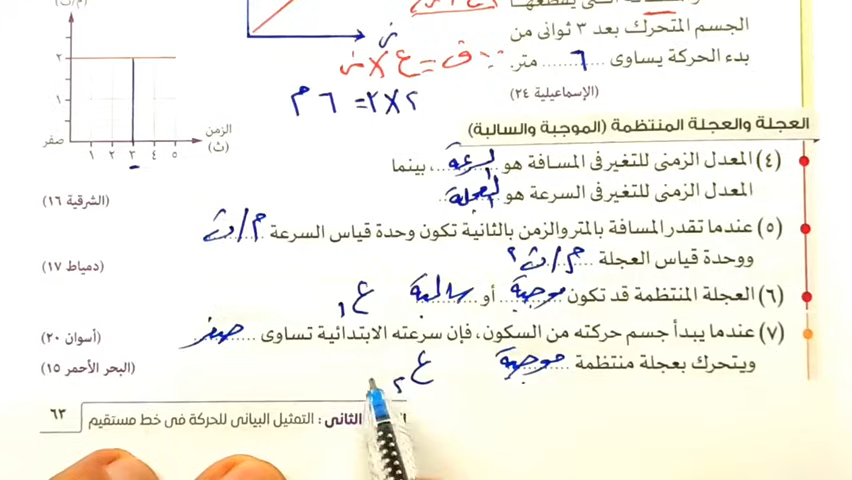 الجسم المتحرك بعد ٣ ثوانى من
بدء الحركة يساوى ٦ متر.
(الإسماعيلية ٢٤)
ف = ع × ز
٢ × ٢ = ٦ م
٢
١
صفر
١ ٢ ٣ ٤ ٥
الزمن
(ث)
العجلة والعجلة المنتظمة (الموجبة والسالبة)
(٤) المعدل الزمنى للتغير فى المسافة هو السرعة، بينما
المعدل الزمنى للتغير فى السرعة هو العجلة
(الشرقية ١٦)
(٥) عندما تقدر المسافة بالمتر والزمن بالثانية تكون وحدة قياس السرعة م/ث
ووحدة قياس العجلة م/ث٢
(دمياط ١٧)
(٦) العجلة المنتظمة قد تكون موجبة أو سالبة
ع١
(٧) عندما يبدأ جسم حركته من السكون، فإن سرعته الابتدائية تساوى صفر
(أسوان ٢٠)
ويتحرك بعجلة منتظمة موجبة
ع٢
(البحر الأحمر ١٥)
الثانى : التمثيل البيانى للحركة فى خط مستقيم
٦٣